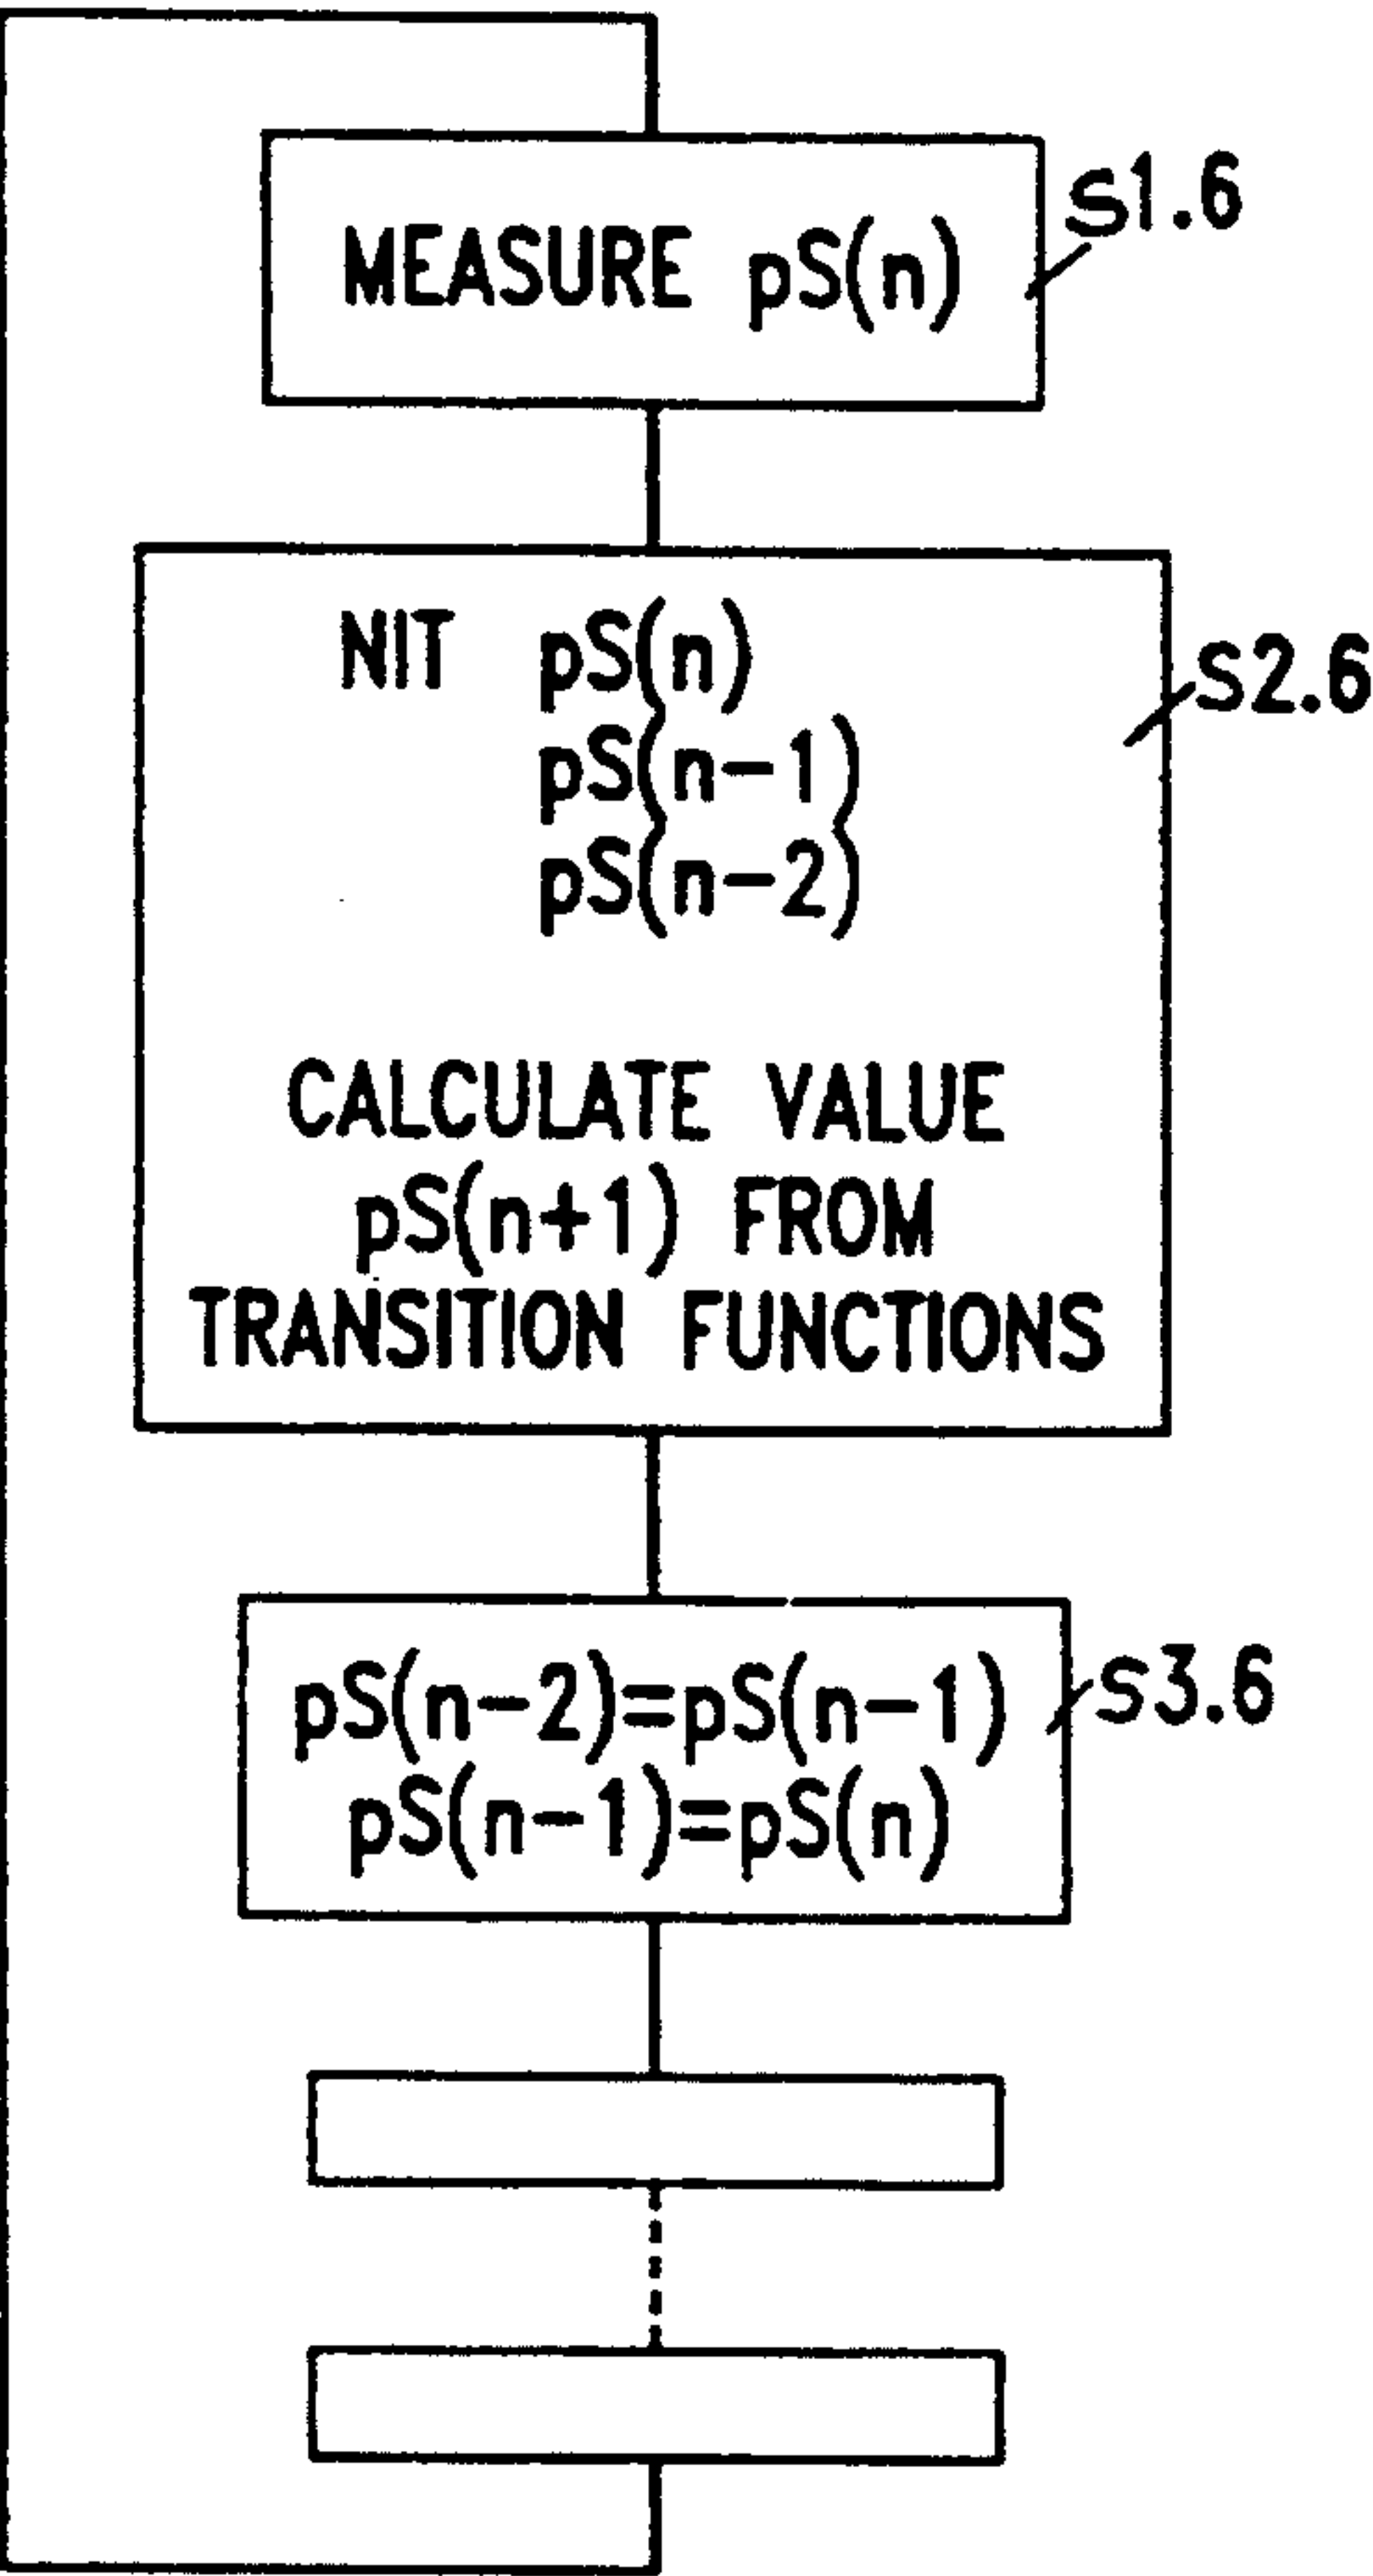 MEASURE pS(n)
S1.6
NIT pS(n)
pS(n-1)
pS(n-2)
S2.6
CALCULATE VALUE
pS(n+1) FROM
TRANSITION FUNCTIONS
pS(n-2)=pS(n-1)
pS(n-1)=pS(n)
S3.6